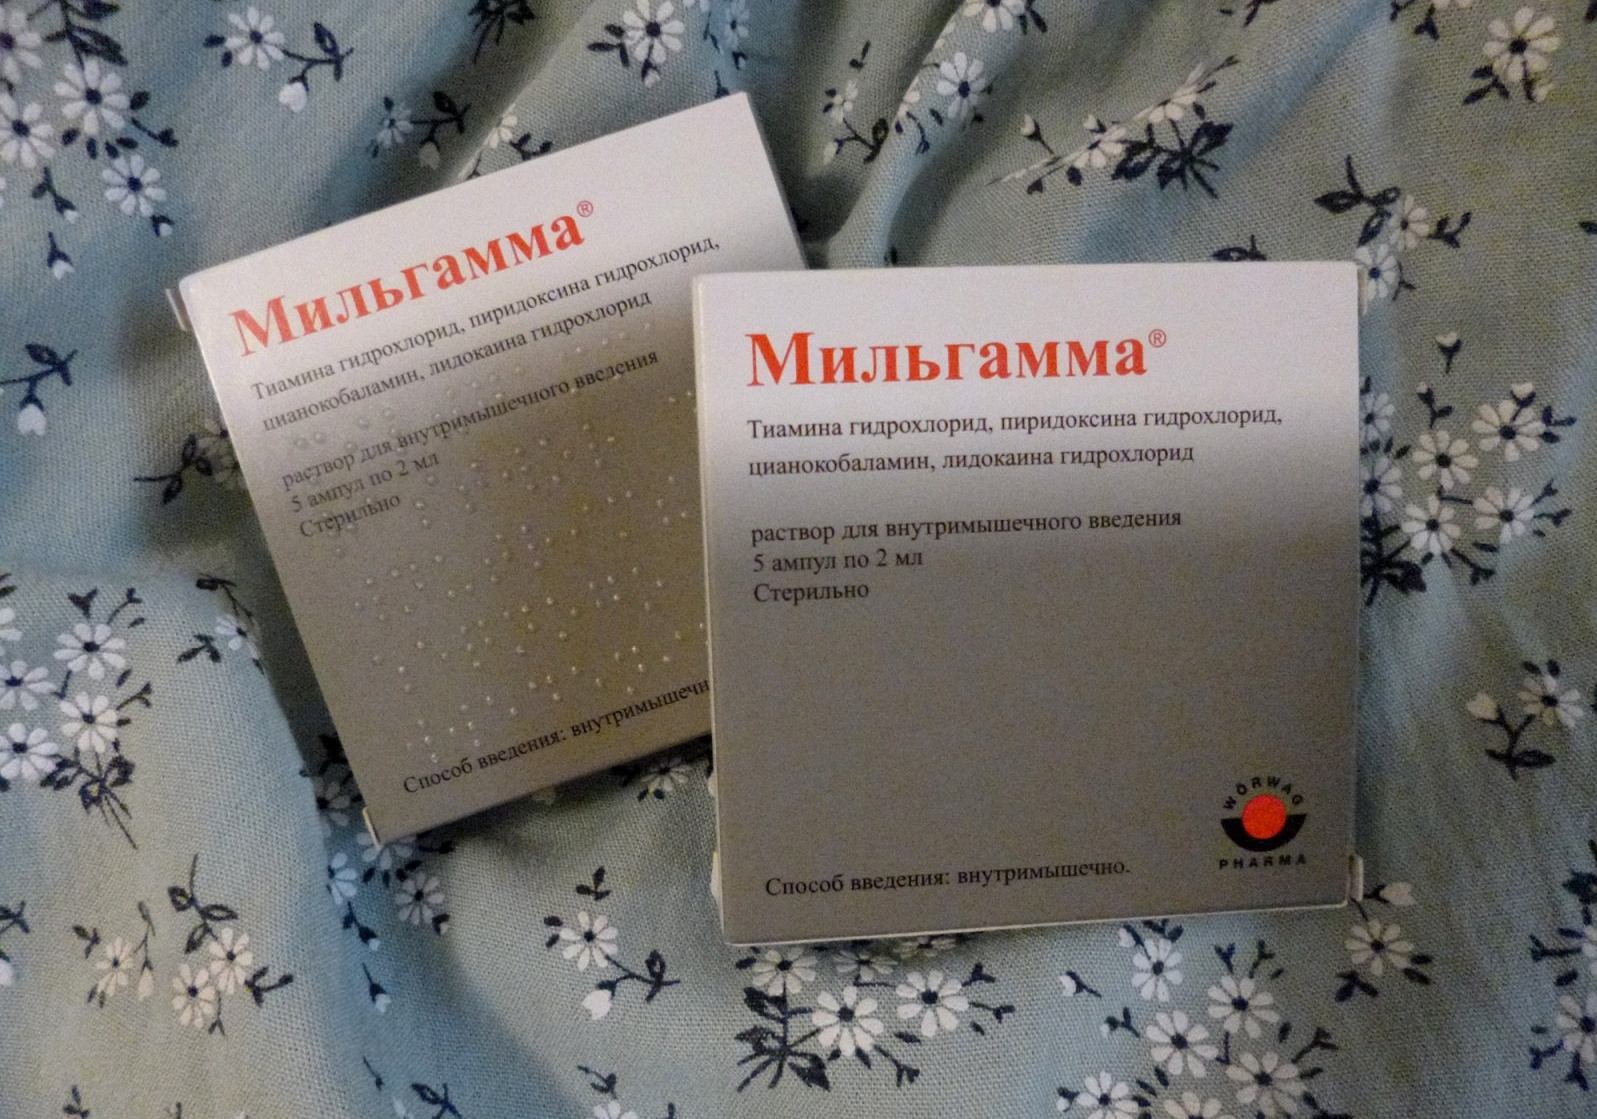 Мильгамма®
Тиамина гидрохлорид, пиридоксина гидрохлорид,
цианокобаламин, лидокаина гидрохлорид
раствор для внутримышечного введения
5 ампул по 2 мл
Стерильно
Способ введения: внутримышечн
Мильгамма®
Тиамина гидрохлорид, пиридоксина гидрохлорид,
цианокобаламин, лидокаина гидрохлорид
раствор для внутримышечного введения
5 ампул по 2 мл
Стерильно
WÖRWAG
PHARMA
Способ введения: внутримышечно.